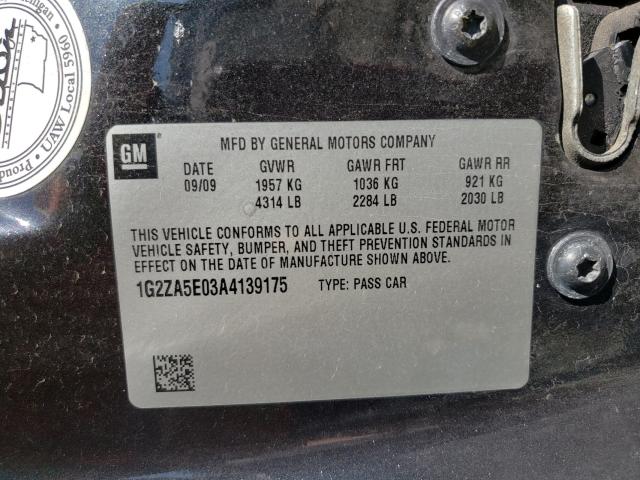 Michigan
UAW Local 5960
Proud
GM
MFD BY GENERAL MOTORS COMPANY
DATE GVWR GAWR FRT GAWR RR
09/09 1957 KG 1036 KG 921 KG
4314 LB 2284 LB 2030 LB
THIS VEHICLE CONFORMS TO ALL APPLICABLE U.S. FEDERAL MOTOR
VEHICLE SAFETY, BUMPER, AND THEFT PREVENTION STANDARDS IN
EFFECT ON THE DATE OF MANUFACTURE SHOWN ABOVE.
1G2ZA5E03A4139175 TYPE: PASS CAR